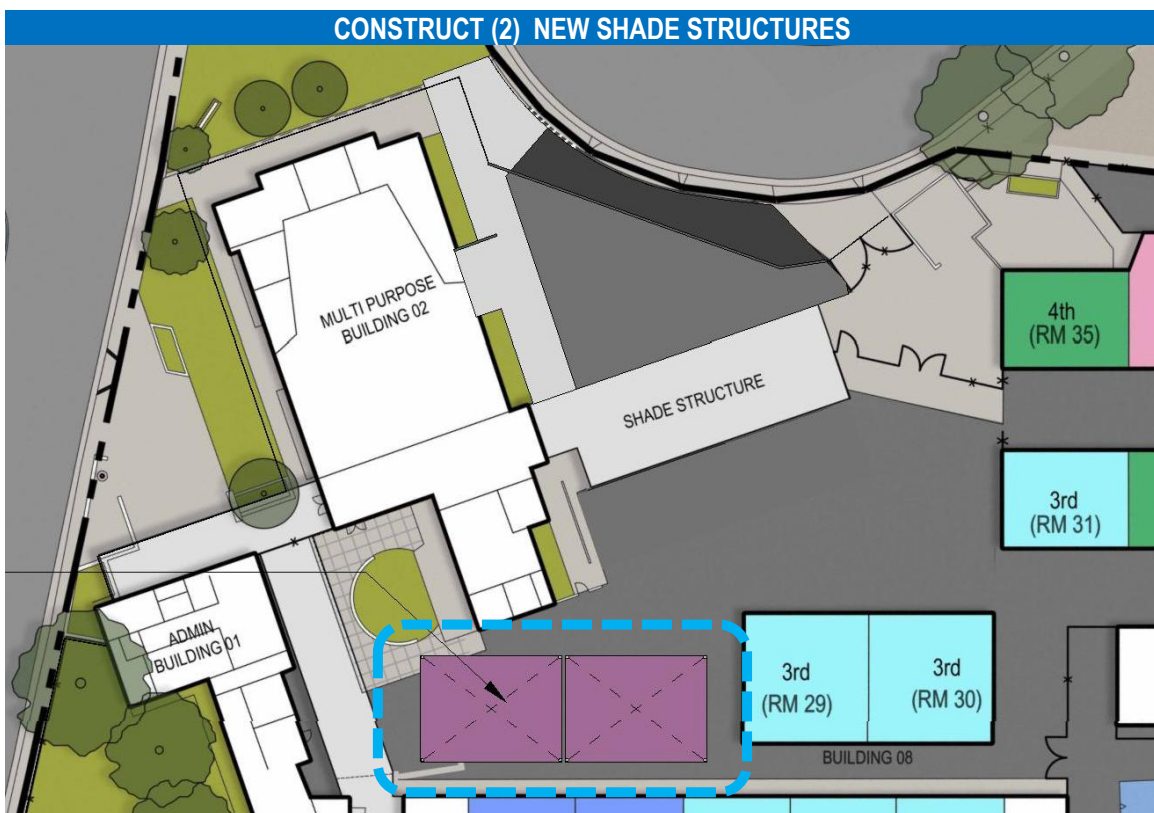 CONSTRUCT (2) NEW SHADE STRUCTURES
MULTI PURPOSE
BUILDING 02
4th
(RM 35)
SHADE STRUCTURE
3rd
(RM 31)
ADMIN
BUILDING 01
3rd
(RM 29)
3rd
(RM 30)
BUILDING 08